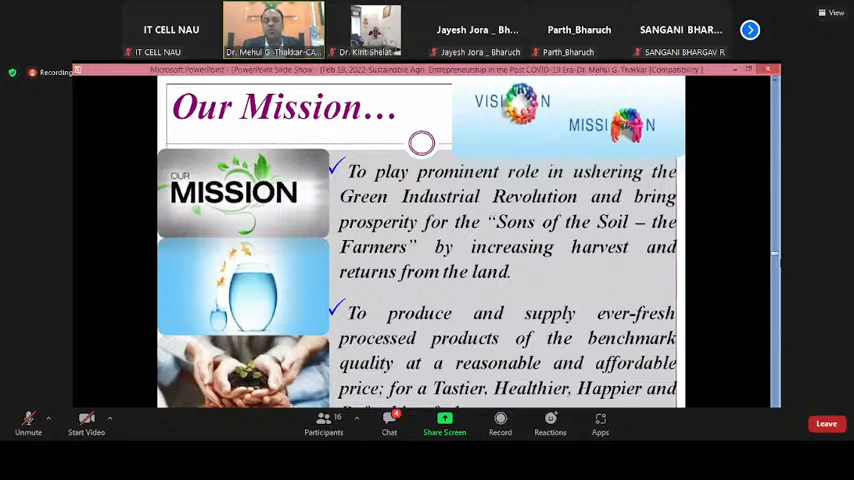 IT CELL NAU
Jayesh Jora _ Bh...
Parth_Bharuch
SANGANI BHAR...
View
IT CELL NAU
Dr. Mehul G. Thakkar-CA...
Dr. Kirit Shelat
Jayesh Jora _ Bharuch
Parth_Bharuch
SANGANI BHARGAV R
Recording
Microsoft PowerPoint - [PowerPoint Slide Show - [Feb 19, 2022-Sustainable Agri. Entrepreneurship in the Post COVID-19 Era-Dr. Mehul G. Thakkar [Compatibility
Our Mission...
VISION
MISSION
OUR
MISSION
To play prominent role in ushering the
Green Industrial Revolution and bring
prosperity for the “Sons of the Soil – the
Farmers” by increasing harvest and
returns from the land.
To produce and supply ever-fresh
processed products of the benchmark
quality at a reasonable and affordable
price; for a Tastier, Healthier, Happier and
16
4
Unmute
Start Video
Participants
Chat
Share Screen
Record
Reactions
Apps
Leave